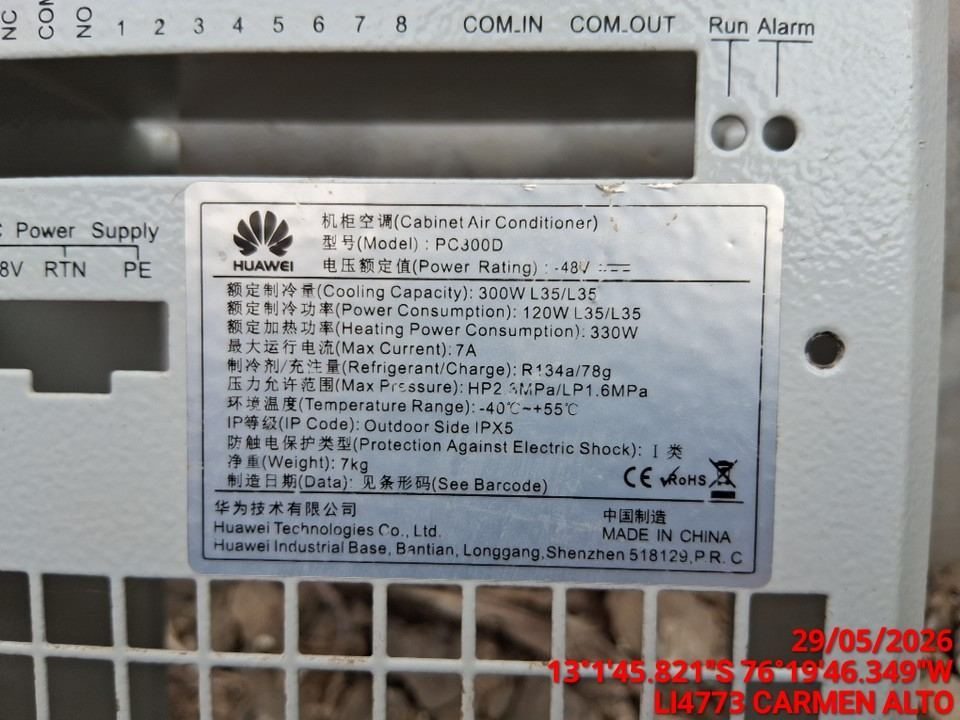 NC COM NO 1 2 3 4 5 6 7 8 COM_IN COM_OUT Run Alarm
Power Supply
RTN PE
HUAWEI
机柜空调(Cabinet Air Conditioner)
型号(Model) : PC300D
电压额定值(Power Rating) : -48V
额定制冷量(Cooling Capacity): 300W L35/L35
额定制冷功率(Power Consumption): 120W L35/L35
额定加热功率(Heating Power Consumption): 330W
最大运行电流(Max Current): 7A
制冷剂/充注量(Refrigerant/Charge): R134a/78g
压力允许范围(Max Pressure): HP2.3MPa/LP1.6MPa
环境温度(Temperature Range): -40℃~+55℃
IP等级(IP Code): Outdoor Side IPX5
防触电保护类型(Protection Against Electric Shock): I 类
净重(Weight): 7kg
制造日期(Data): 见条形码(See Barcode)
CE RoHS
华为技术有限公司
Huawei Technologies Co., Ltd.
Huawei Industrial Base, Bantian, Longgang,Shenzhen 518129,P.R. C
中国制造
MADE IN CHINA
29/05/2026
13°1'45.821"S 76°19'46.349"W
LI4773 CARMEN ALTO